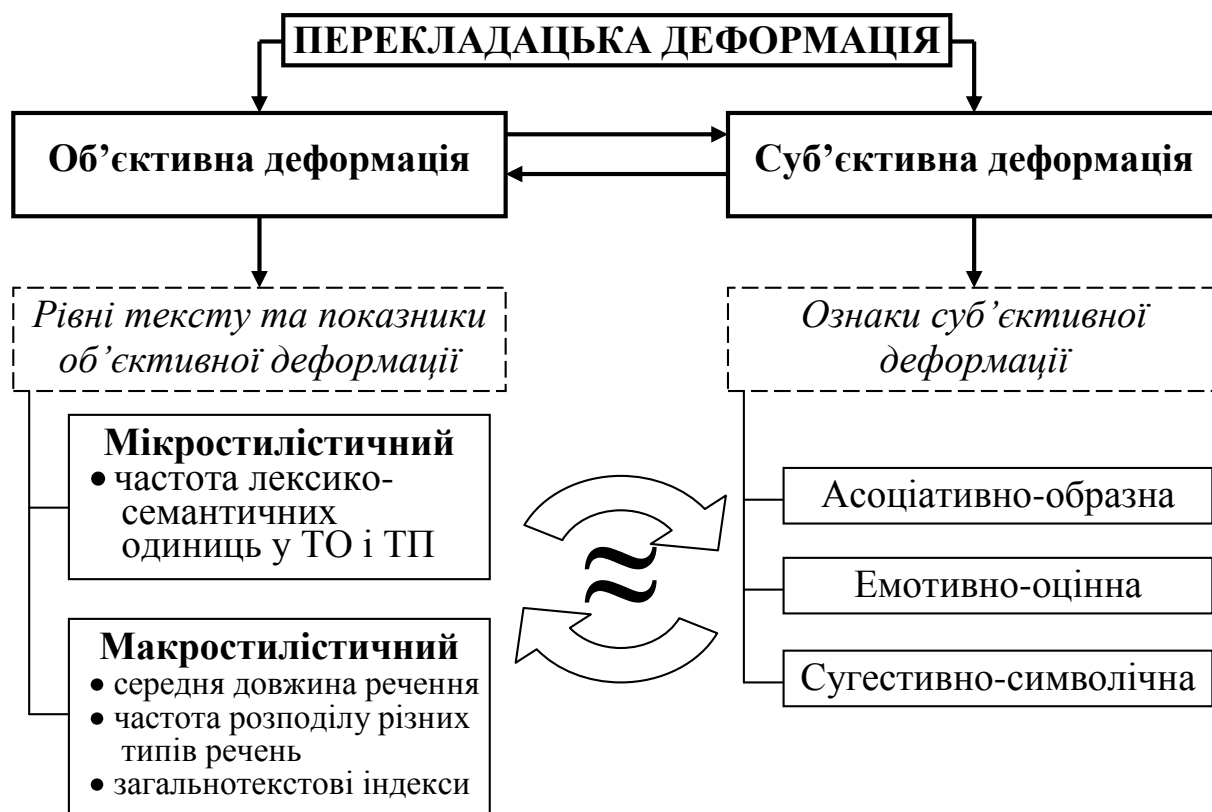 ПЕРЕКЛАДАЦЬКА ДЕФОРМАЦІЯ
Об’єктивна деформація
Суб’єктивна деформація
Рівні тексту та показники
об’єктивної деформації
Ознаки суб’єктивної
деформації
Мікростилістичний
• частота лексико-
семантичних
одиниць у ТО і ТП
Макростилістичний
• середня довжина речення
• частота розподілу різних
типів речень
• загальнотекстові індекси
≈
Асоціативно-образна
Емотивно-оцінна
Сугестивно-символічна